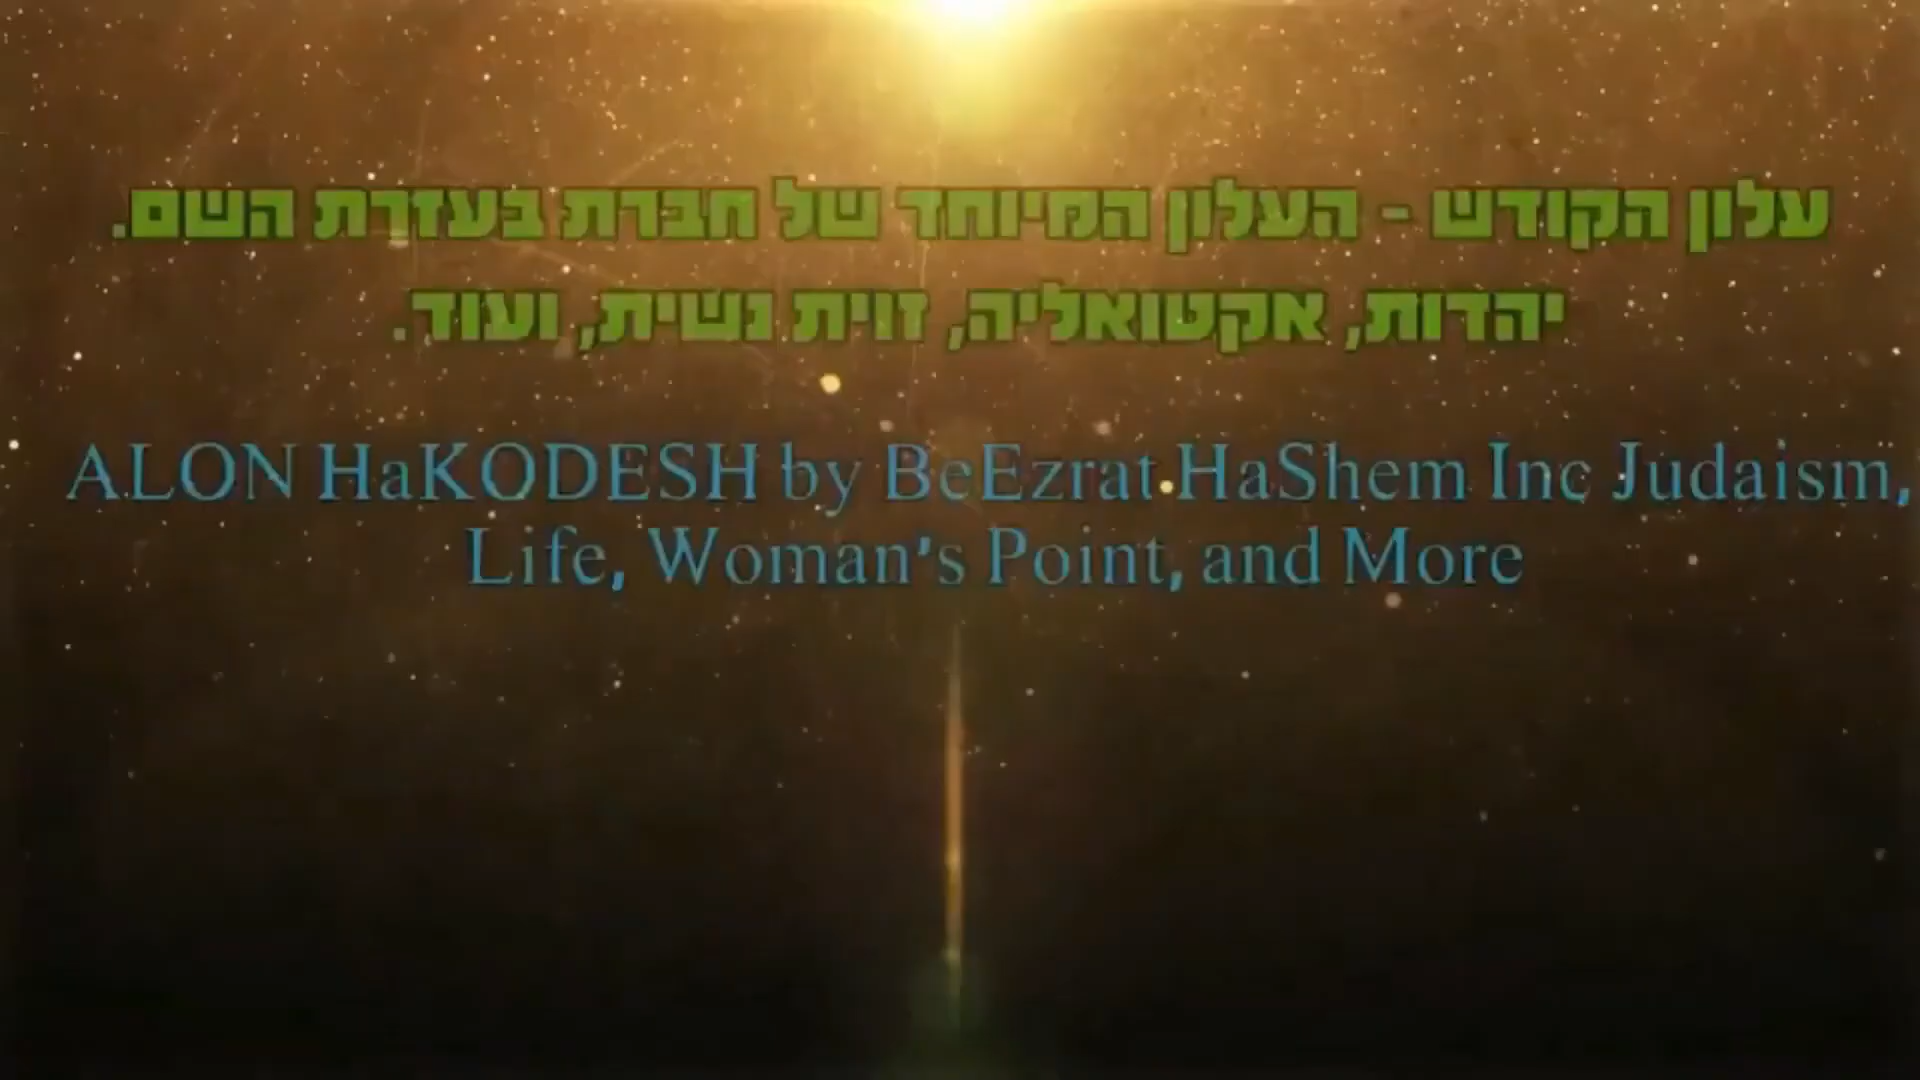 עלון הקודש - העלון המיוחד של חברת בעזרת השם.
יהדות, אקטואליה, זוית נשית, ועוד.
ALON HaKODESH by BeEzrat HaShem Inc Judaism,
Life, Woman's Point, and More